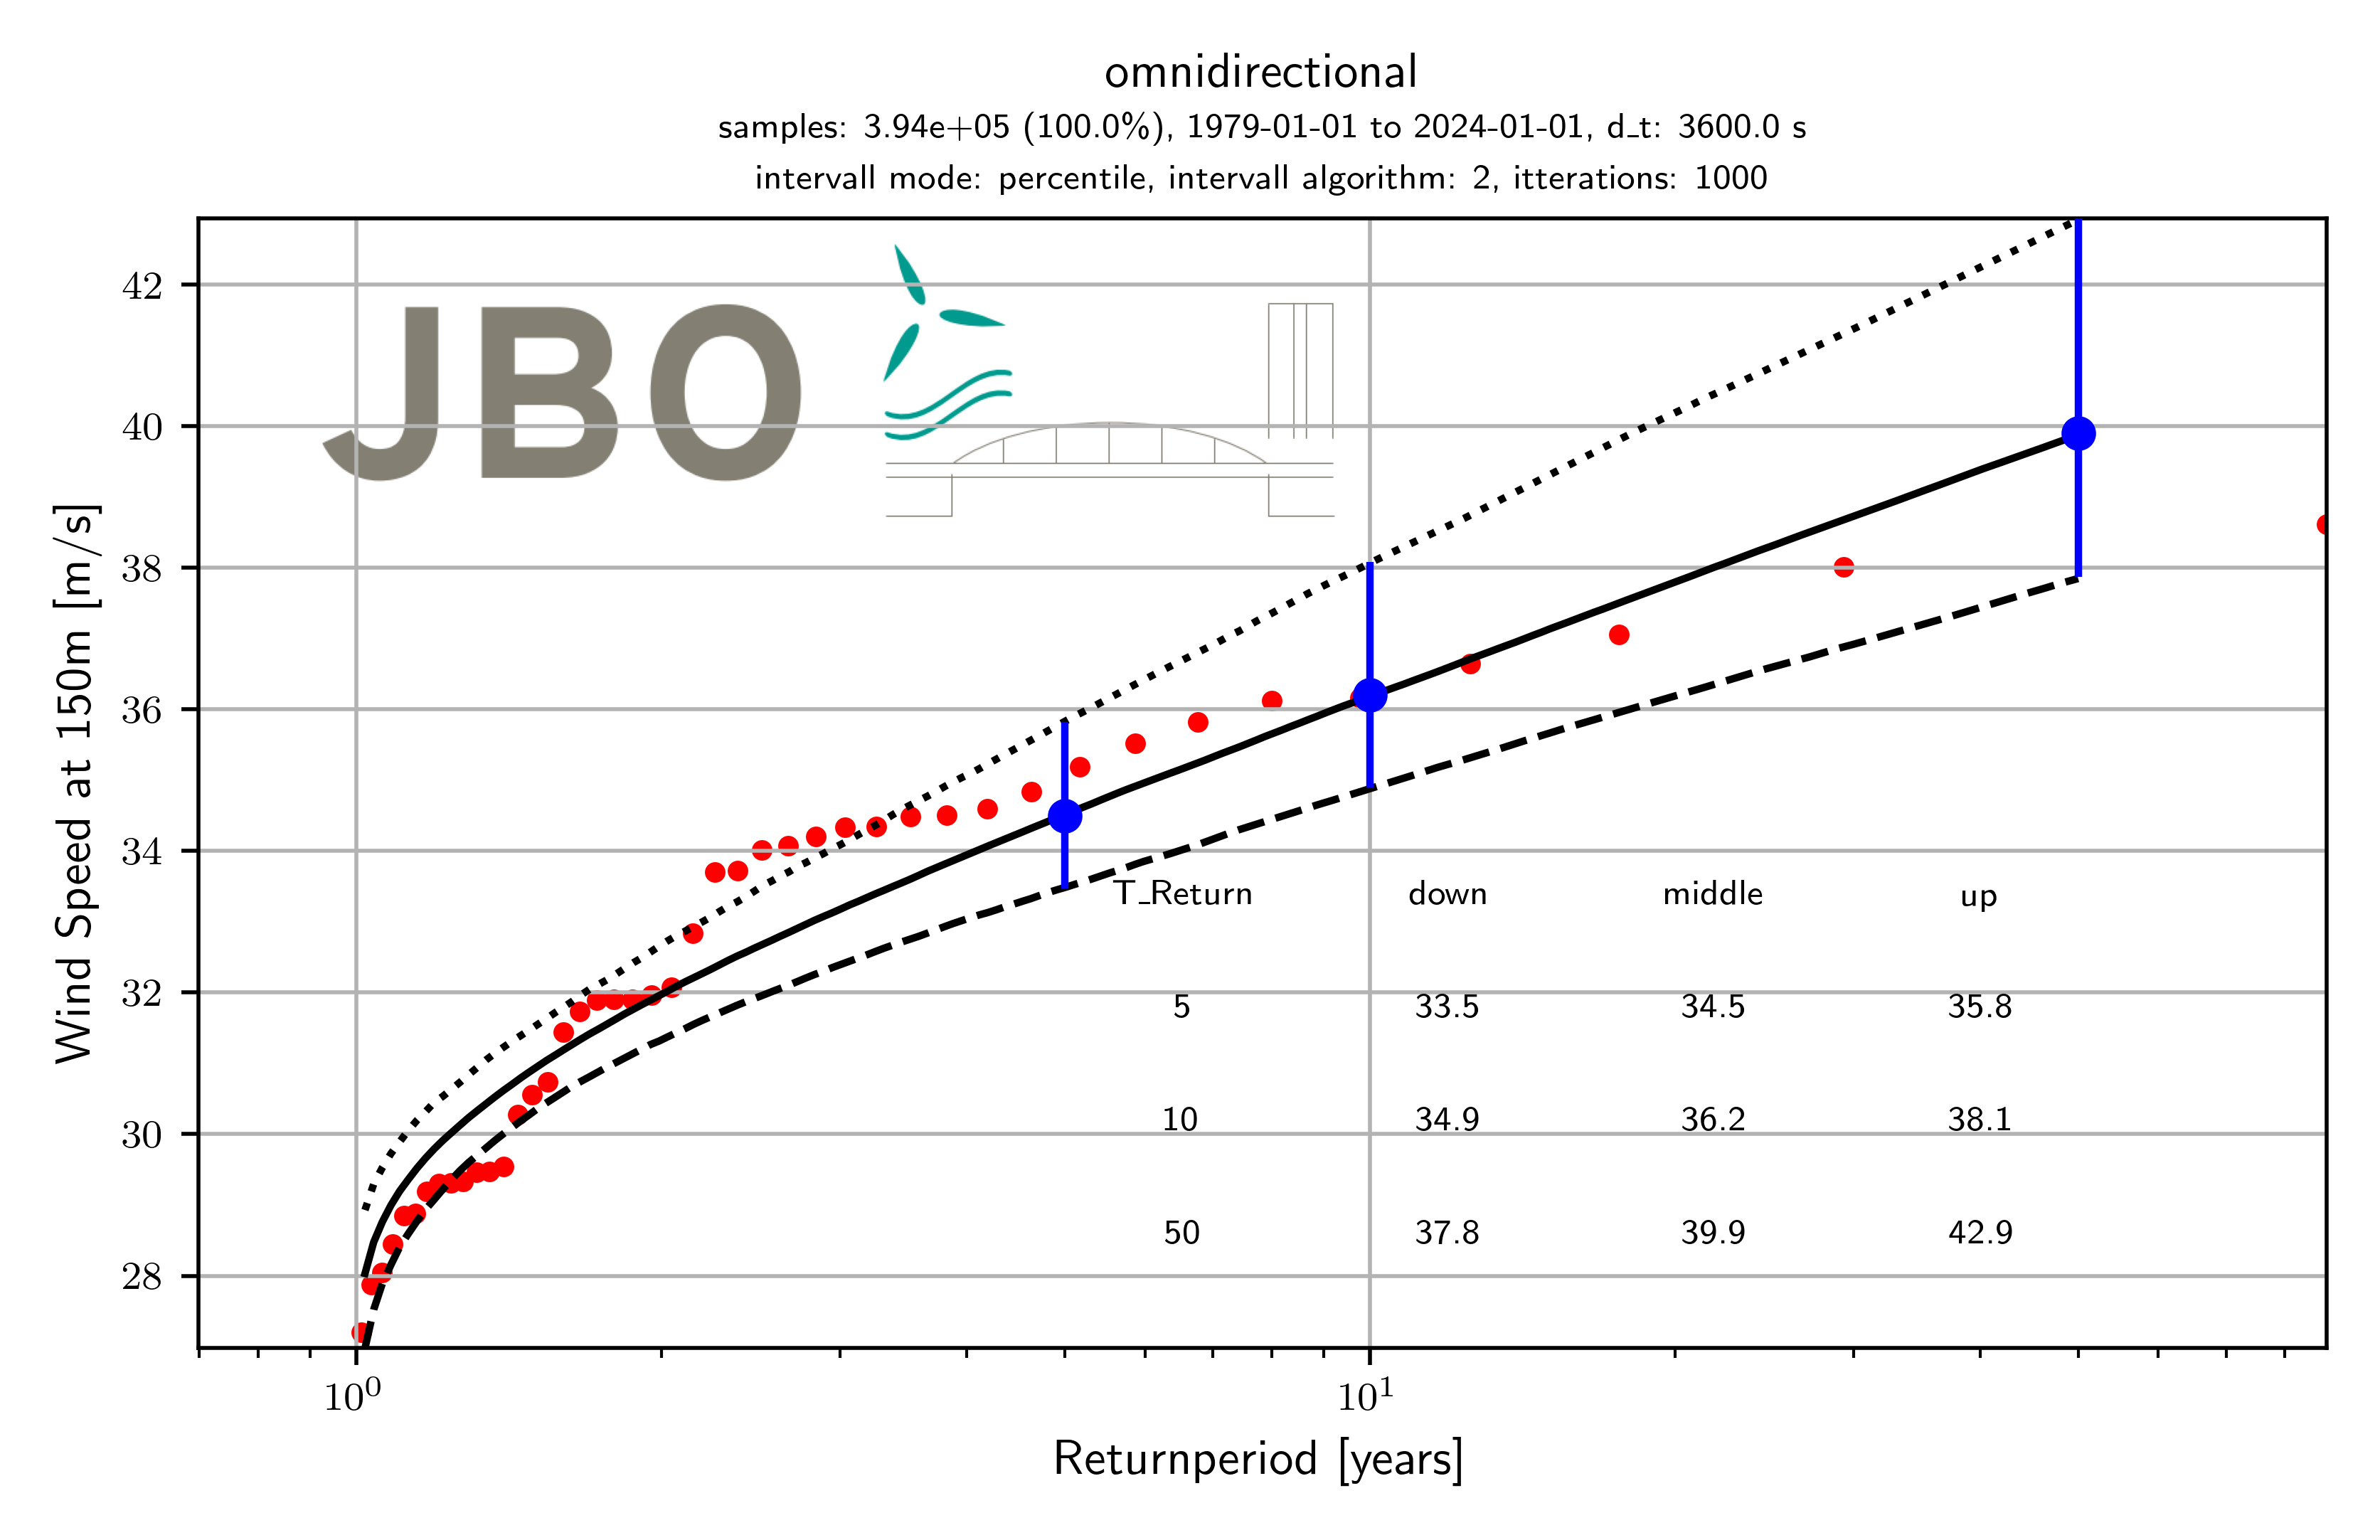 omnidirectional
samples: 3.94e+05 (100.0%), 1979-01-01 to 2024-01-01, d_t: 3600.0 s
intervall mode: percentile, intervall algorithm: 2, itterations: 1000
JBO
42
40
38
36
34
32
30
28
Wind Speed at 150m [m/s]
T_Return down middle up
5 33.5 34.5 35.8
10 34.9 36.2 38.1
50 37.8 39.9 42.9
10^0 10^1
Returnperiod [years]